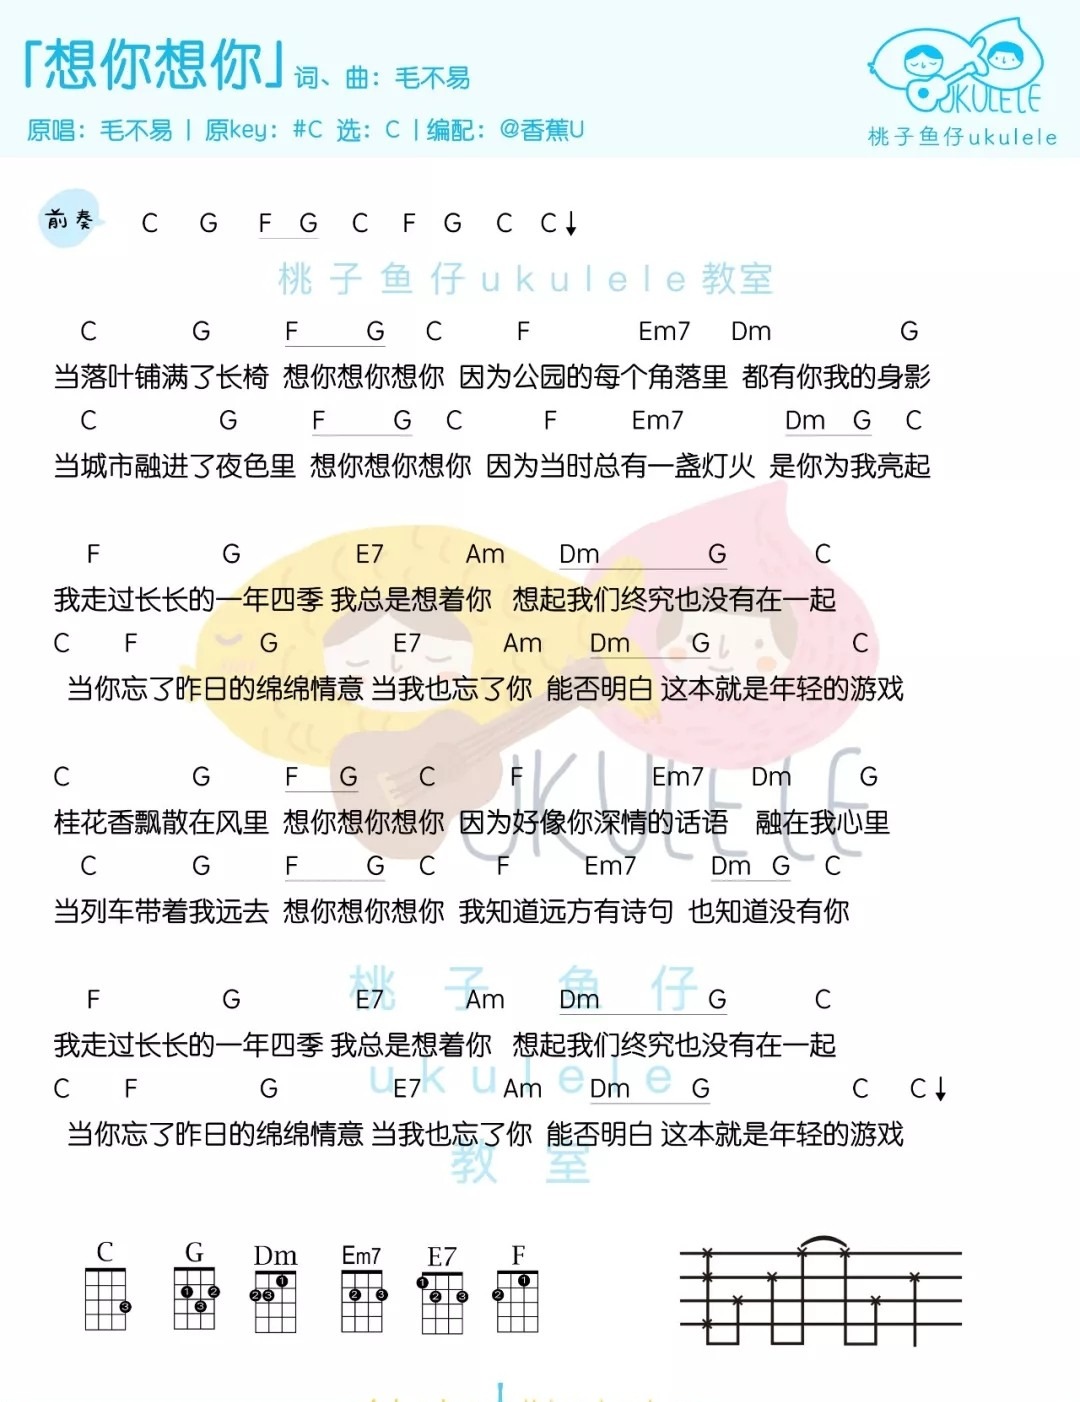 「想你想你」词、曲：毛不易
原唱：毛不易 | 原key：#C 选：C | 编配：@香蕉U
UKULELE
桃子鱼仔ukulele
前奏 C G F G C F G C C↓
桃子鱼仔ukulele教室
C G F G C F Em7 Dm G
当落叶铺满了长椅 想你想你想你 因为公园的每个角落里 都有你我的身影
C G F G C F Em7 Dm G C
当城市融进了夜色里 想你想你想你 因为当时总有一盏灯火 是你为我亮起
F G E7 Am Dm G C
我走过长长的一年四季 我总是想着你 想起我们终究也没有在一起
C F G E7 Am Dm G C
当你忘了昨日的绵绵情意 当我也忘了你 能否明白 这本就是年轻的游戏
UKULELE
C G F G C F Em7 Dm G
桂花香飘散在风里 想你想你想你 因为好像你深情的话语 融在我心里
C G F G C F Em7 Dm G C
当列车带着我远去 想你想你想你 我知道远方有诗句 也知道没有你
桃子鱼仔
F G E7 Am Dm G C
我走过长长的一年四季 我总是想着你 想起我们终究也没有在一起
ukulele
C F G E7 Am Dm G C C↓
当你忘了昨日的绵绵情意 当我也忘了你 能否明白 这本就是年轻的游戏
教室
C G Dm Em7 E7 F
3 1 2 3 1 2 3 2 3 1 2 3 1 2